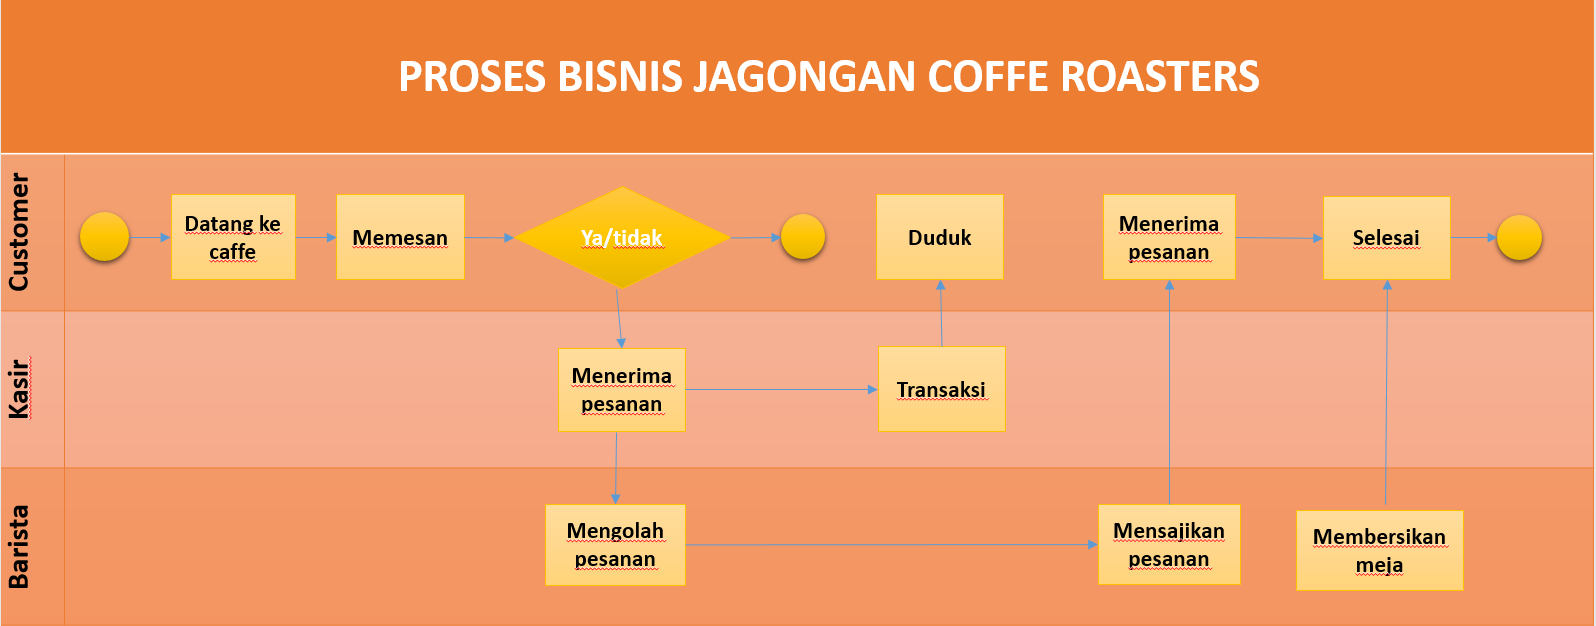 PROSES BISNIS JAGONGAN COFFE ROASTERS
Customer
Datang ke
caffe
Memesan
Ya/tidak
Duduk
Menerima
pesanan
Selesai
Kasir
Menerima
pesanan
Transaksi
Barista
Mengolah
pesanan
Mensajikan
pesanan
Membersikan
meja